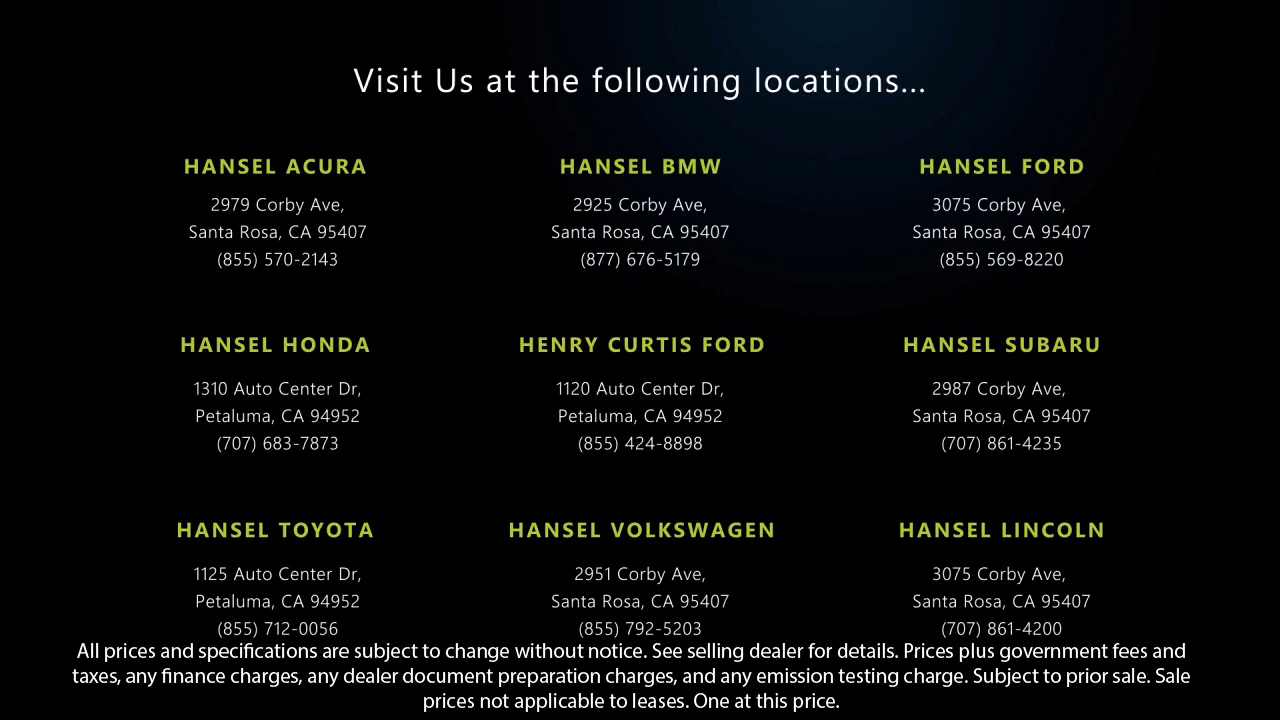 Visit Us at the following locations...
HANSEL ACURA
2979 Corby Ave,
Santa Rosa, CA 95407
(855) 570-2143
HANSEL BMW
2925 Corby Ave,
Santa Rosa, CA 95407
(877) 676-5179
HANSEL FORD
3075 Corby Ave,
Santa Rosa, CA 95407
(855) 569-8220
HANSEL HONDA
1310 Auto Center Dr,
Petaluma, CA 94952
(707) 683-7873
HENRY CURTIS FORD
1120 Auto Center Dr,
Petaluma, CA 94952
(855) 424-8898
HANSEL SUBARU
2987 Corby Ave,
Santa Rosa, CA 95407
(707) 861-4235
HANSEL TOYOTA
1125 Auto Center Dr,
Petaluma, CA 94952
(855) 712-0056
HANSEL VOLKSWAGEN
2951 Corby Ave,
Santa Rosa, CA 95407
(855) 792-5203
HANSEL LINCOLN
3075 Corby Ave,
Santa Rosa, CA 95407
(707) 861-4200
All prices and specifications are subject to change without notice. See selling dealer for details. Prices plus government fees and
taxes, any finance charges, any dealer document preparation charges, and any emission testing charge. Subject to prior sale. Sale
prices not applicable to leases. One at this price.